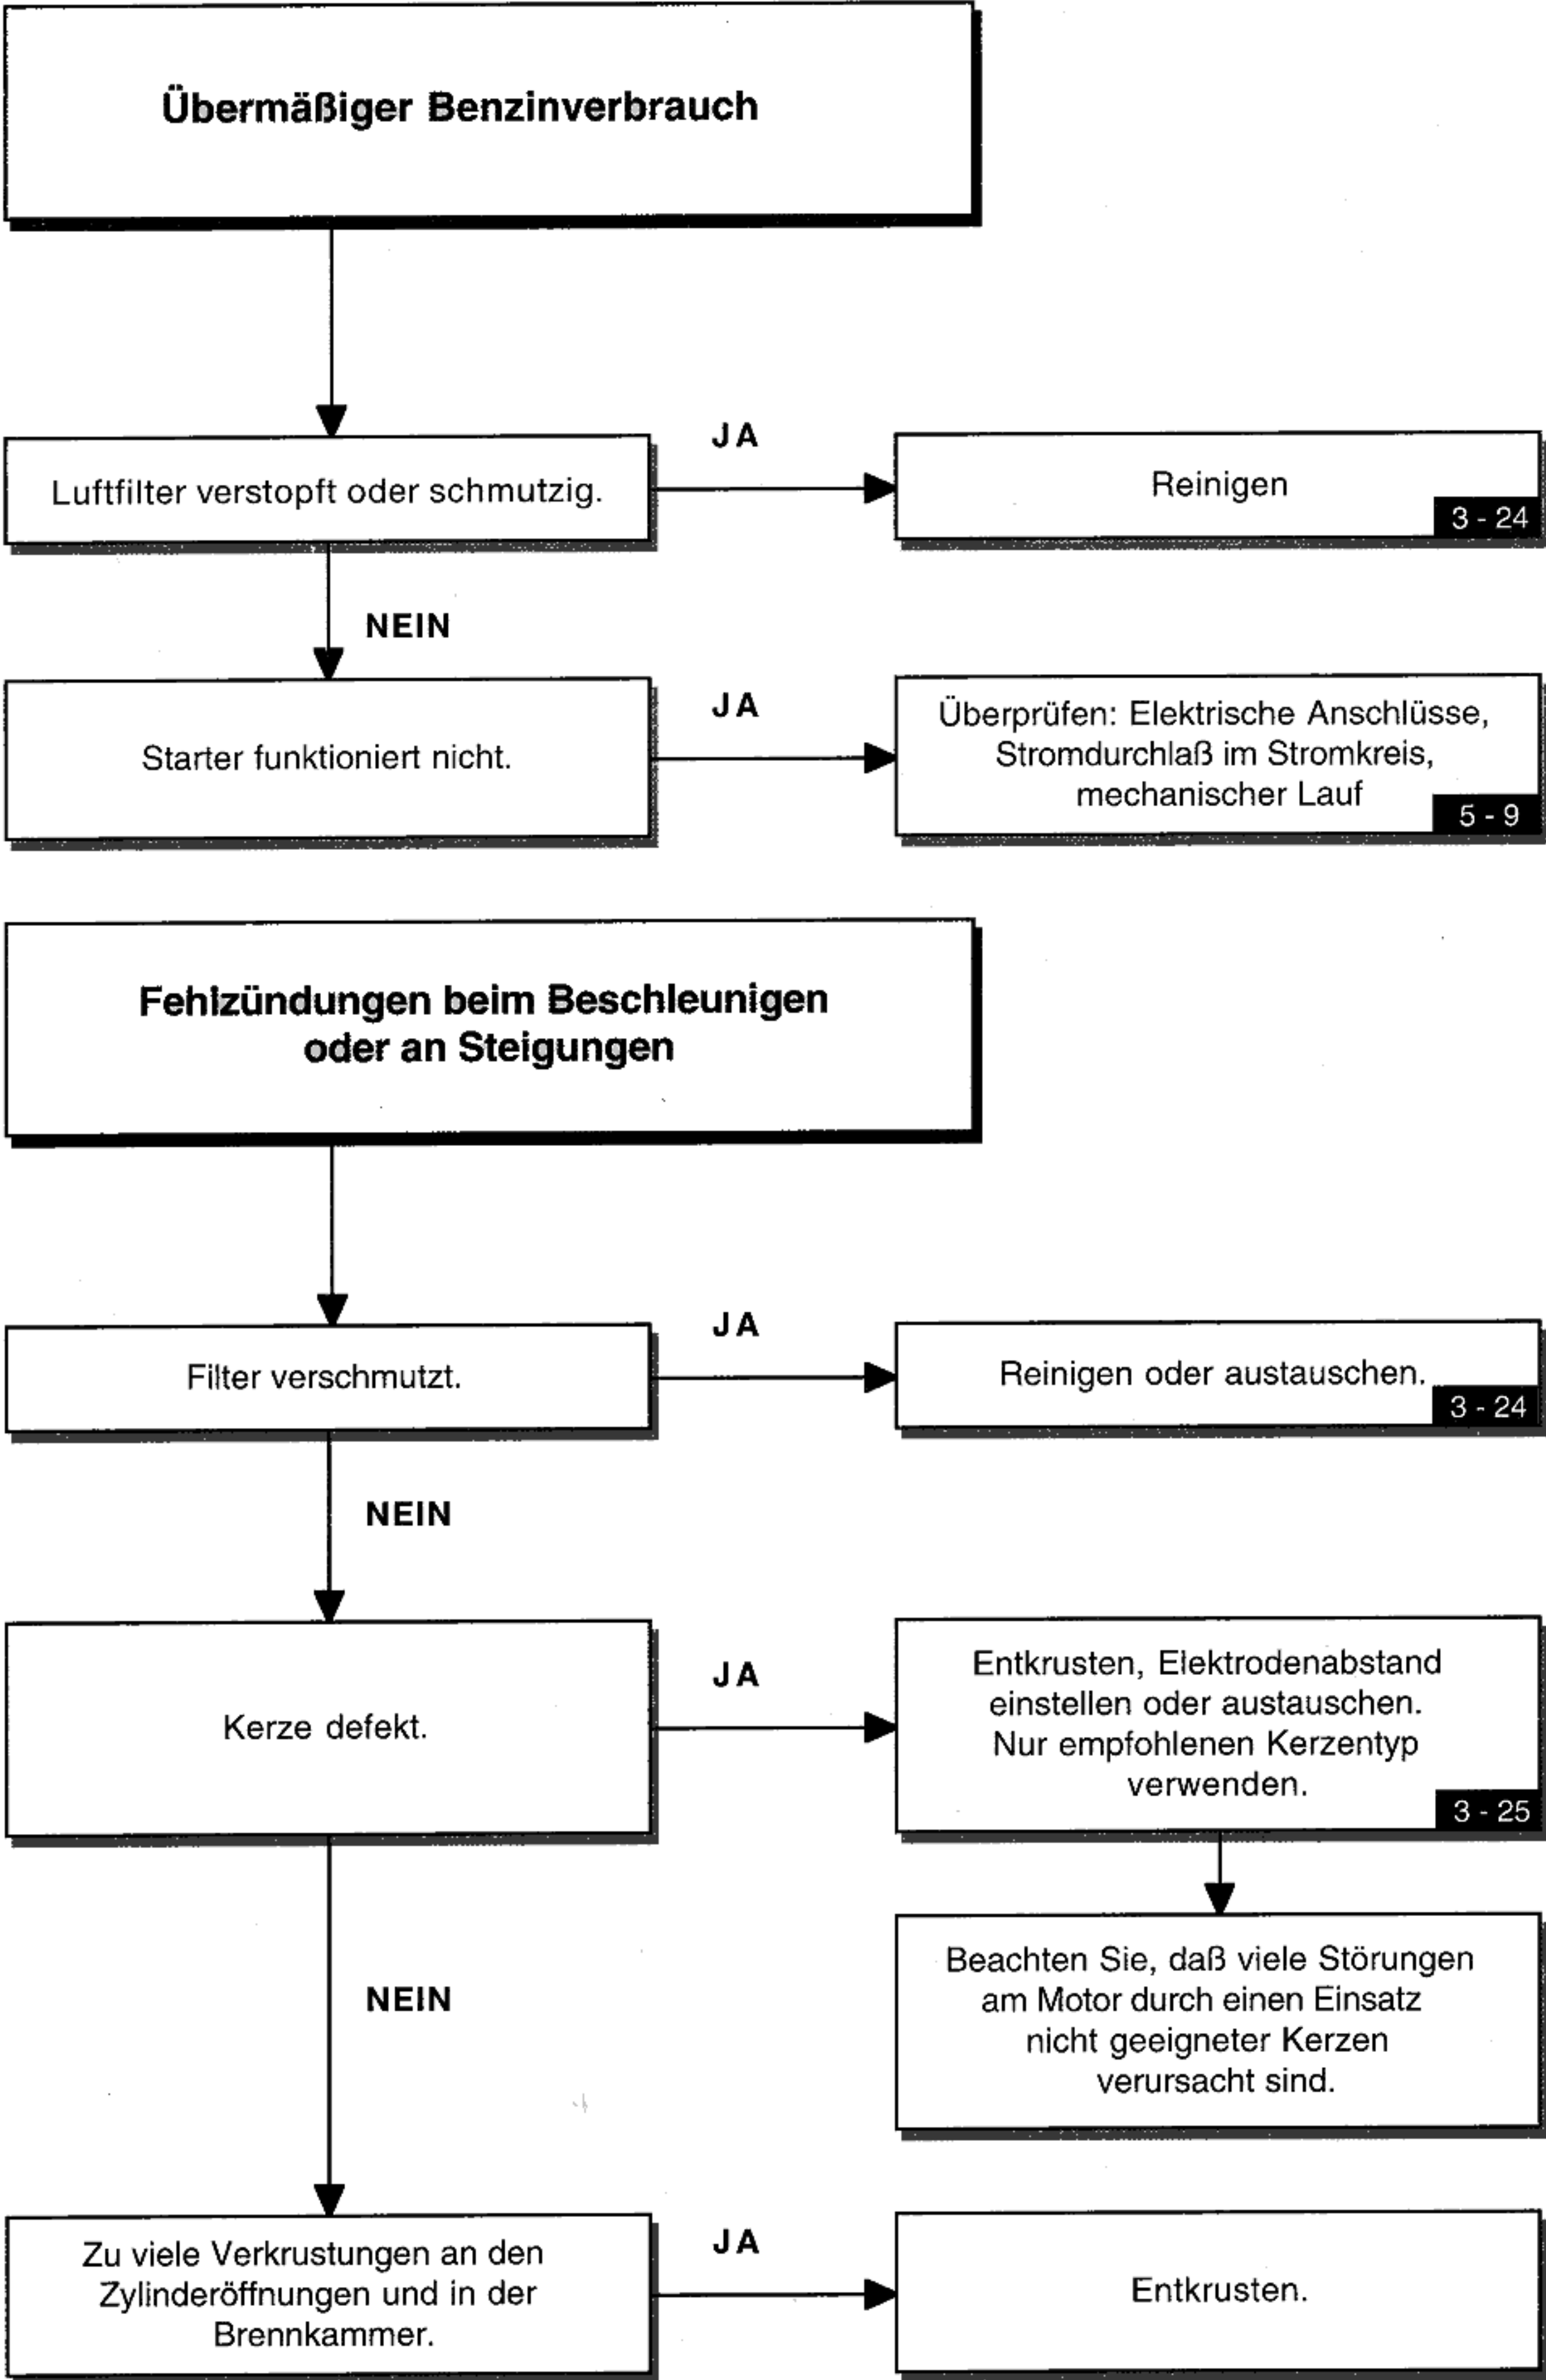 Übermäßiger Benzinverbrauch
JA
Luftfilter verstopft oder schmutzig.
Reinigen
3 - 24
NEIN
JA
Starter funktioniert nicht.
Überprüfen: Elektrische Anschlüsse,
Stromdurchlaß im Stromkreis,
mechanischer Lauf
5 - 9
Fehlzündungen beim Beschleunigen
oder an Steigungen
JA
Filter verschmutzt.
Reinigen oder austauschen.
3 - 24
NEIN
JA
Kerze defekt.
Entkrusten, Elektrodenabstand
einstellen oder austauschen.
Nur empfohlenen Kerzentyp
verwenden.
3 - 25
NEIN
Beachten Sie, daß viele Störungen
am Motor durch einen Einsatz
nicht geeigneter Kerzen
verursacht sind.
JA
Zu viele Verkrustungen an den
Zylinderöffnungen und in der
Brennkammer.
Entkrusten.